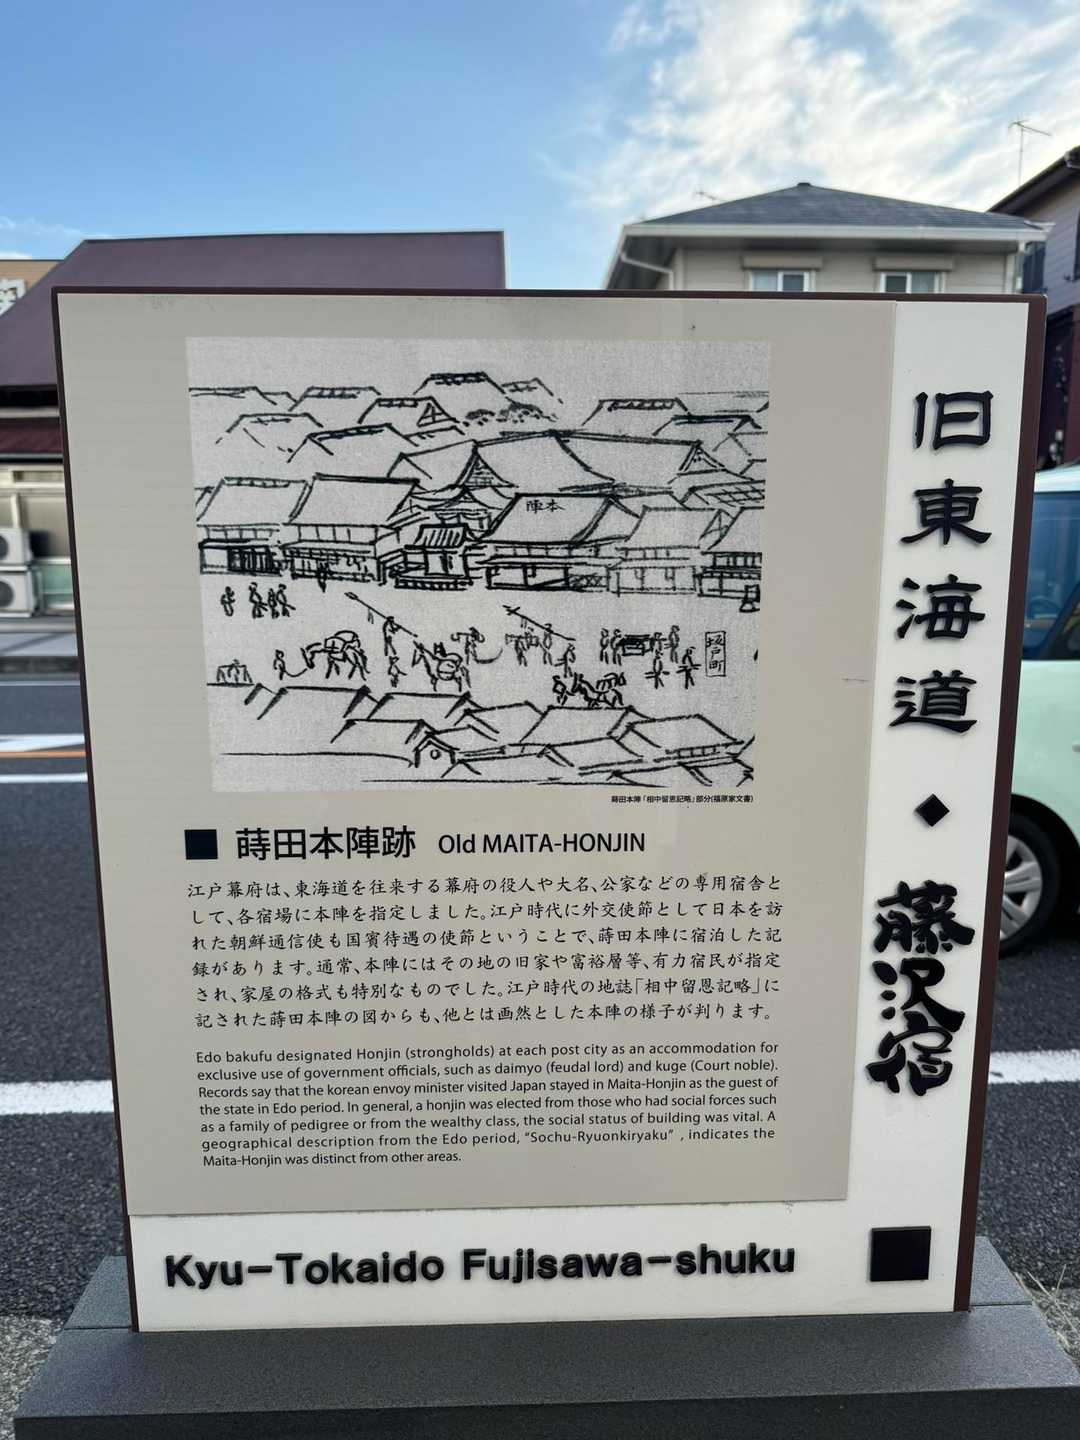 本陣
坂戸町
蒔田本陣「相中留恩記略」部分(福原家文書)
■ 蒔田本陣跡 Old MAITA-HONJIN
江戸幕府は、東海道を往来する幕府の役人や大名、公家などの専用宿舎と
して、各宿場に本陣を指定しました。江戸時代に外交使節として日本を訪
れた朝鮮通信使も国賓待遇の使節ということで、蒔田本陣に宿泊した記
録があります。通常、本陣にはその地の旧家や富裕層等、有力宿民が指定
され、家屋の格式も特別なものでした。江戸時代の地誌「相中留恩記略」に
記された蒔田本陣の図からも、他とは画然とした本陣の様子が判ります。
Edo bakufu designated Honjin (strongholds) at each post city as an accommodation for
exclusive use of government officials, such as daimyo (feudal lord) and kuge (Court noble).
Records say that the korean envoy minister visited Japan stayed in Maita-Honjin as the guest of
the state in Edo period. In general, a honjin was elected from those who had social forces such
as a family of pedigree or from the wealthy class, the social status of building was vital. A
geographical description from the Edo period, “Sochu-Ryuonkiryaku” , indicates the
Maita-Honjin was distinct from other areas.
旧東海道◆藤沢宿
Kyu-Tokaido Fujisawa-shuku